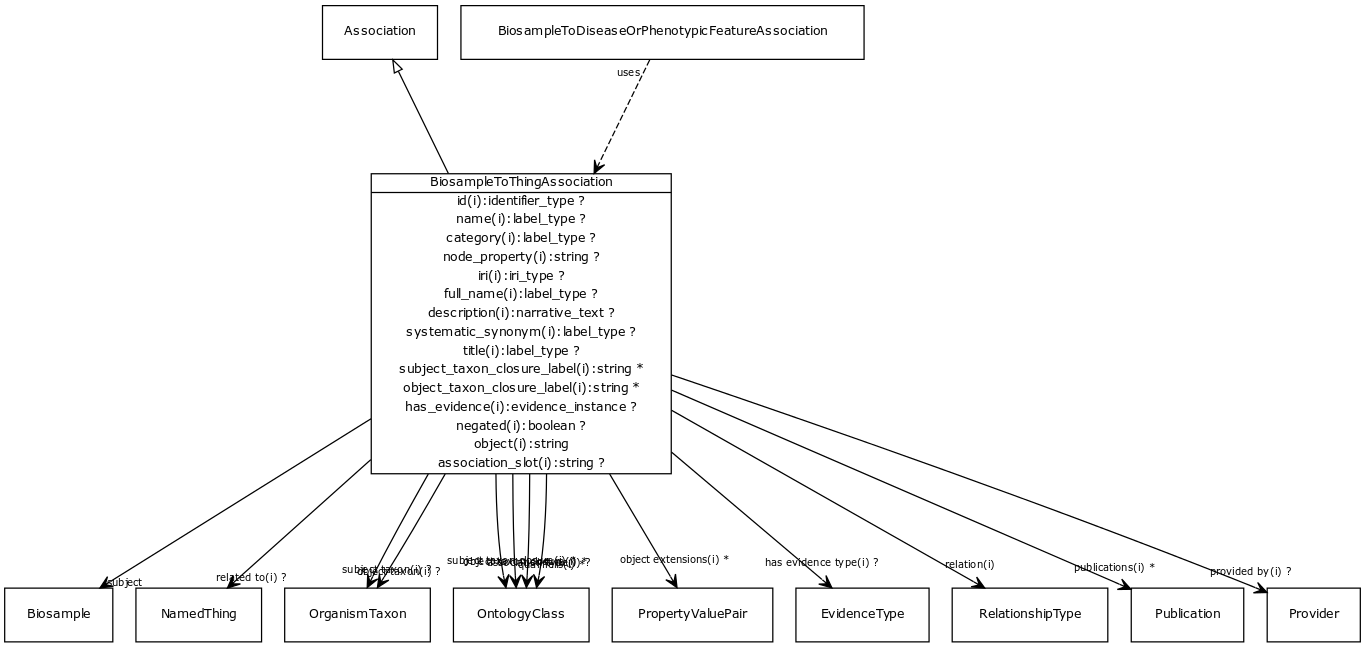 Association
BiosampleToDiseaseOrPhenotypicFeatureAssociation
uses
BiosampleToThingAssociation
id(i):identifier_type ?
name(i):label_type ?
category(i):label_type ?
node_property(i):string ?
iri(i):iri_type ?
full_name(i):label_type ?
description(i):narrative_text ?
systematic_synonym(i):label_type ?
title(i):label_type ?
subject_taxon_closure_label(i):string *
object_taxon_closure_label(i):string *
has_evidence(i):evidence_instance ?
negated(i):boolean ?
object(i):string
association_slot(i):string ?
subject
related to(i) ?
subject taxon(i) ?
object taxon(i) ?
object extensions(i) *
has evidence type(i) ?
relation(i)
publications(i) *
provided by(i) ?
Biosample
NamedThing
OrganismTaxon
OntologyClass
PropertyValuePair
EvidenceType
RelationshipType
Publication
Provider